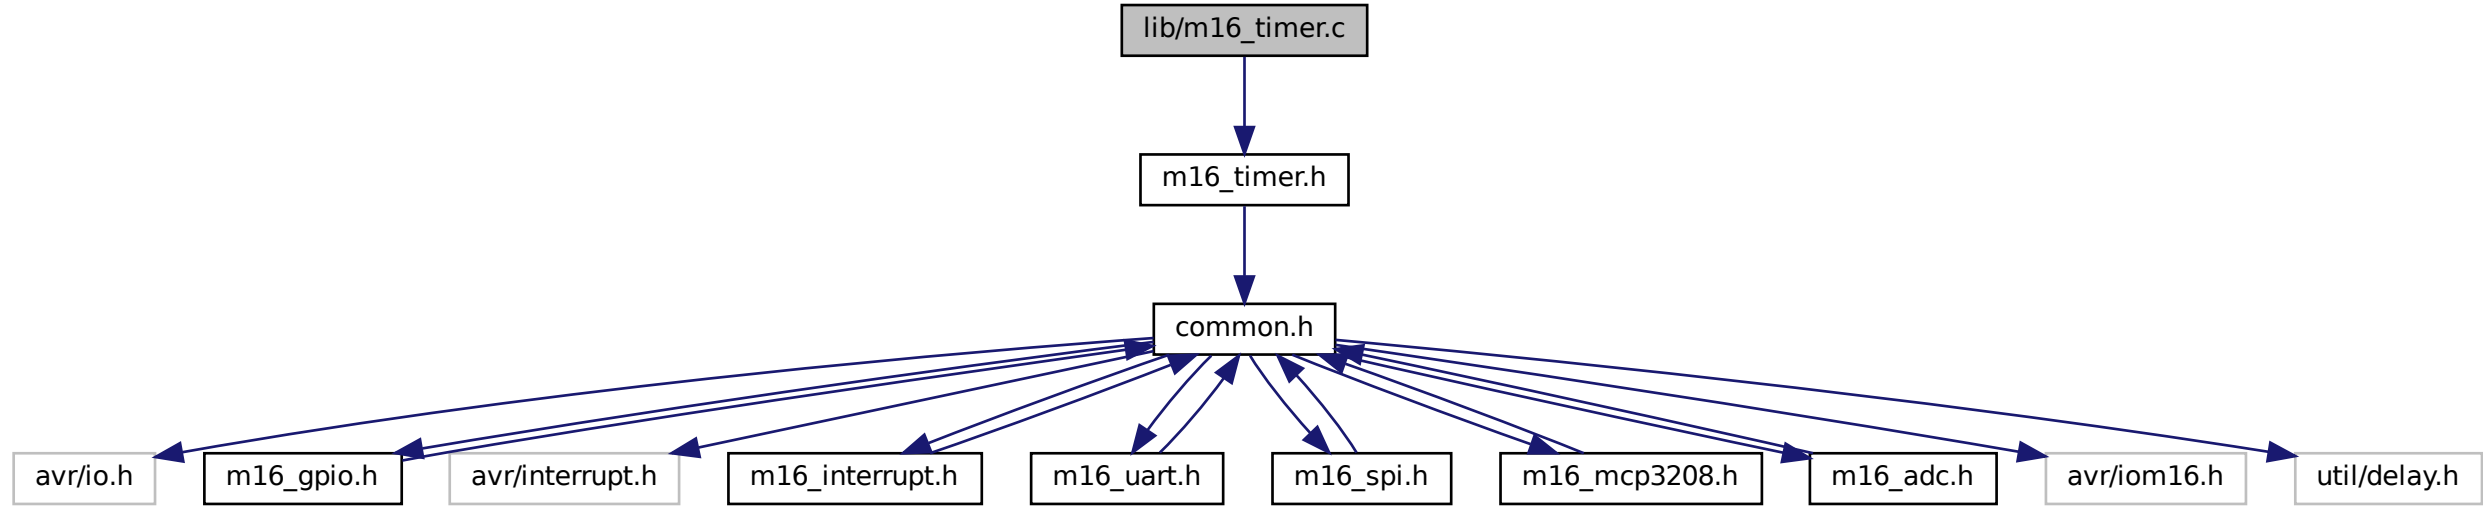 lib/m16_timer.c
m16_timer.h
common.h
avr/io.h
m16_gpio.h
avr/interrupt.h
m16_interrupt.h
m16_uart.h
m16_spi.h
m16_mcp3208.h
m16_adc.h
avr/iom16.h
util/delay.h